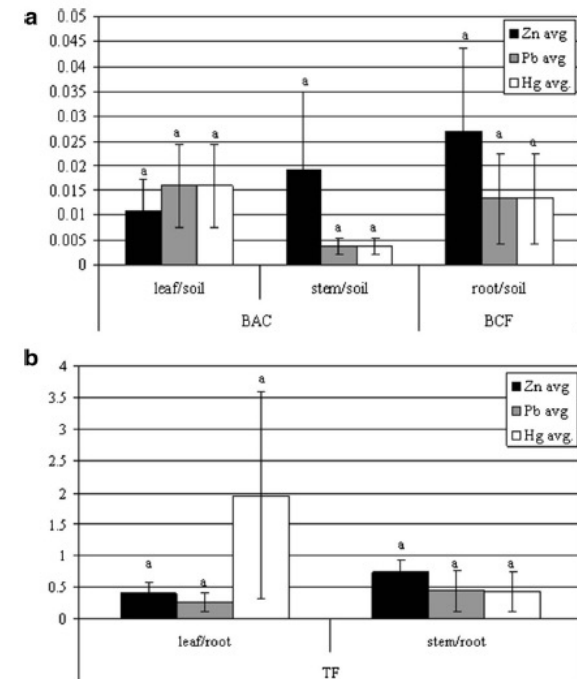 a
0.05
0.045
0.04
0.035
0.03
0.025
0.02
0.015
0.01
0.005
0
Zn avg
Pb avg
Hg avg.
a a a
a a a
a a a
leaf/soil stem/soil root/soil
BAC BCF
b
4
3.5
3
2.5
2
1.5
1
0.5
0
Zn avg
Pb avg
Hg avg.
a a a
a a a
leaf/root stem/root
TF